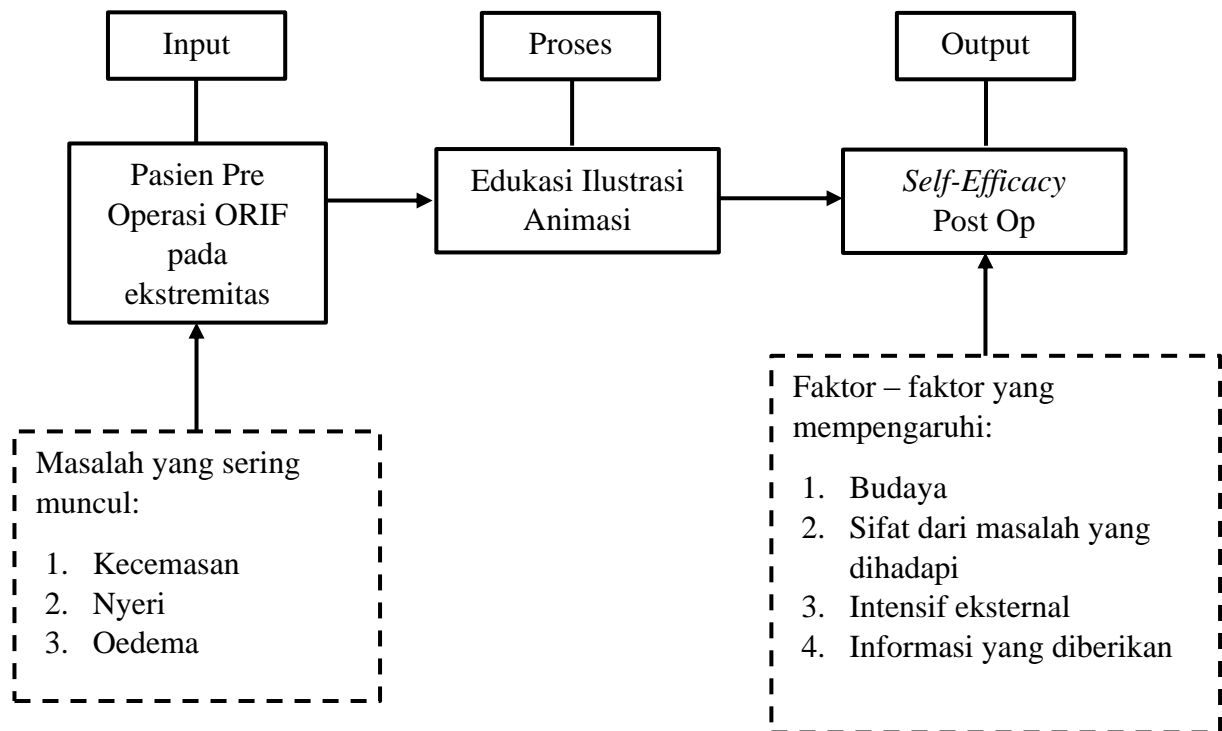 Input
Proses
Output
Pasien Pre
Operasi ORIF
pada
ekstremitas
Edukasi Ilustrasi
Animasi
Self-Efficacy
Post Op
Masalah yang sering
muncul:
1. Kecemasan
2. Nyeri
3. Oedema
Faktor – faktor yang
mempengaruhi:
1. Budaya
2. Sifat dari masalah yang
dihadapi
3. Intensif eksternal
4. Informasi yang diberikan